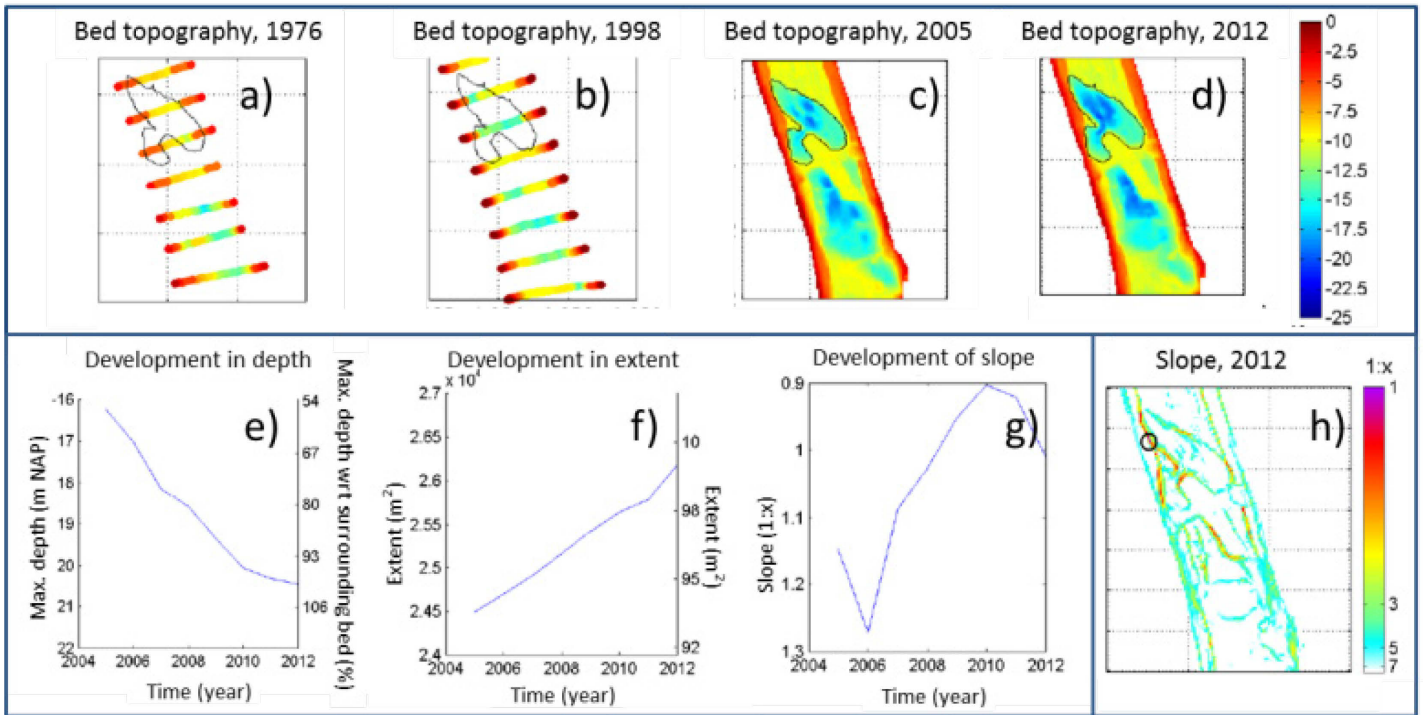 Bed topography, 1976
Bed topography, 1998
Bed topography, 2005
Bed topography, 2012
a)
b)
c)
d)
0
-2.5
-5
-7.5
-10
-12.5
-15
-17.5
-20
-22.5
-25
Development in depth
e)
-16
17
18
19
20
21
22
Max. depth (m NAP)
54
67
80
93
106
Max. depth wrt surrounding bed (%)
2004 2006 2008 2010 2012
Time (year)
Development in extent
x 10⁴
f)
2.7
2.65
2.6
2.55
2.5
2.45
2.4
Extent (m²)
10
98
95
92
Extent (m²)
2004 2006 2008 2010 2012
Time (year)
Development of slope
g)
0.9
1
1.1
1.2
1.3
Slope (1:x)
2004 2006 2008 2010 2012
Time (year)
Slope, 2012
1:x
h)
1
3
5
7